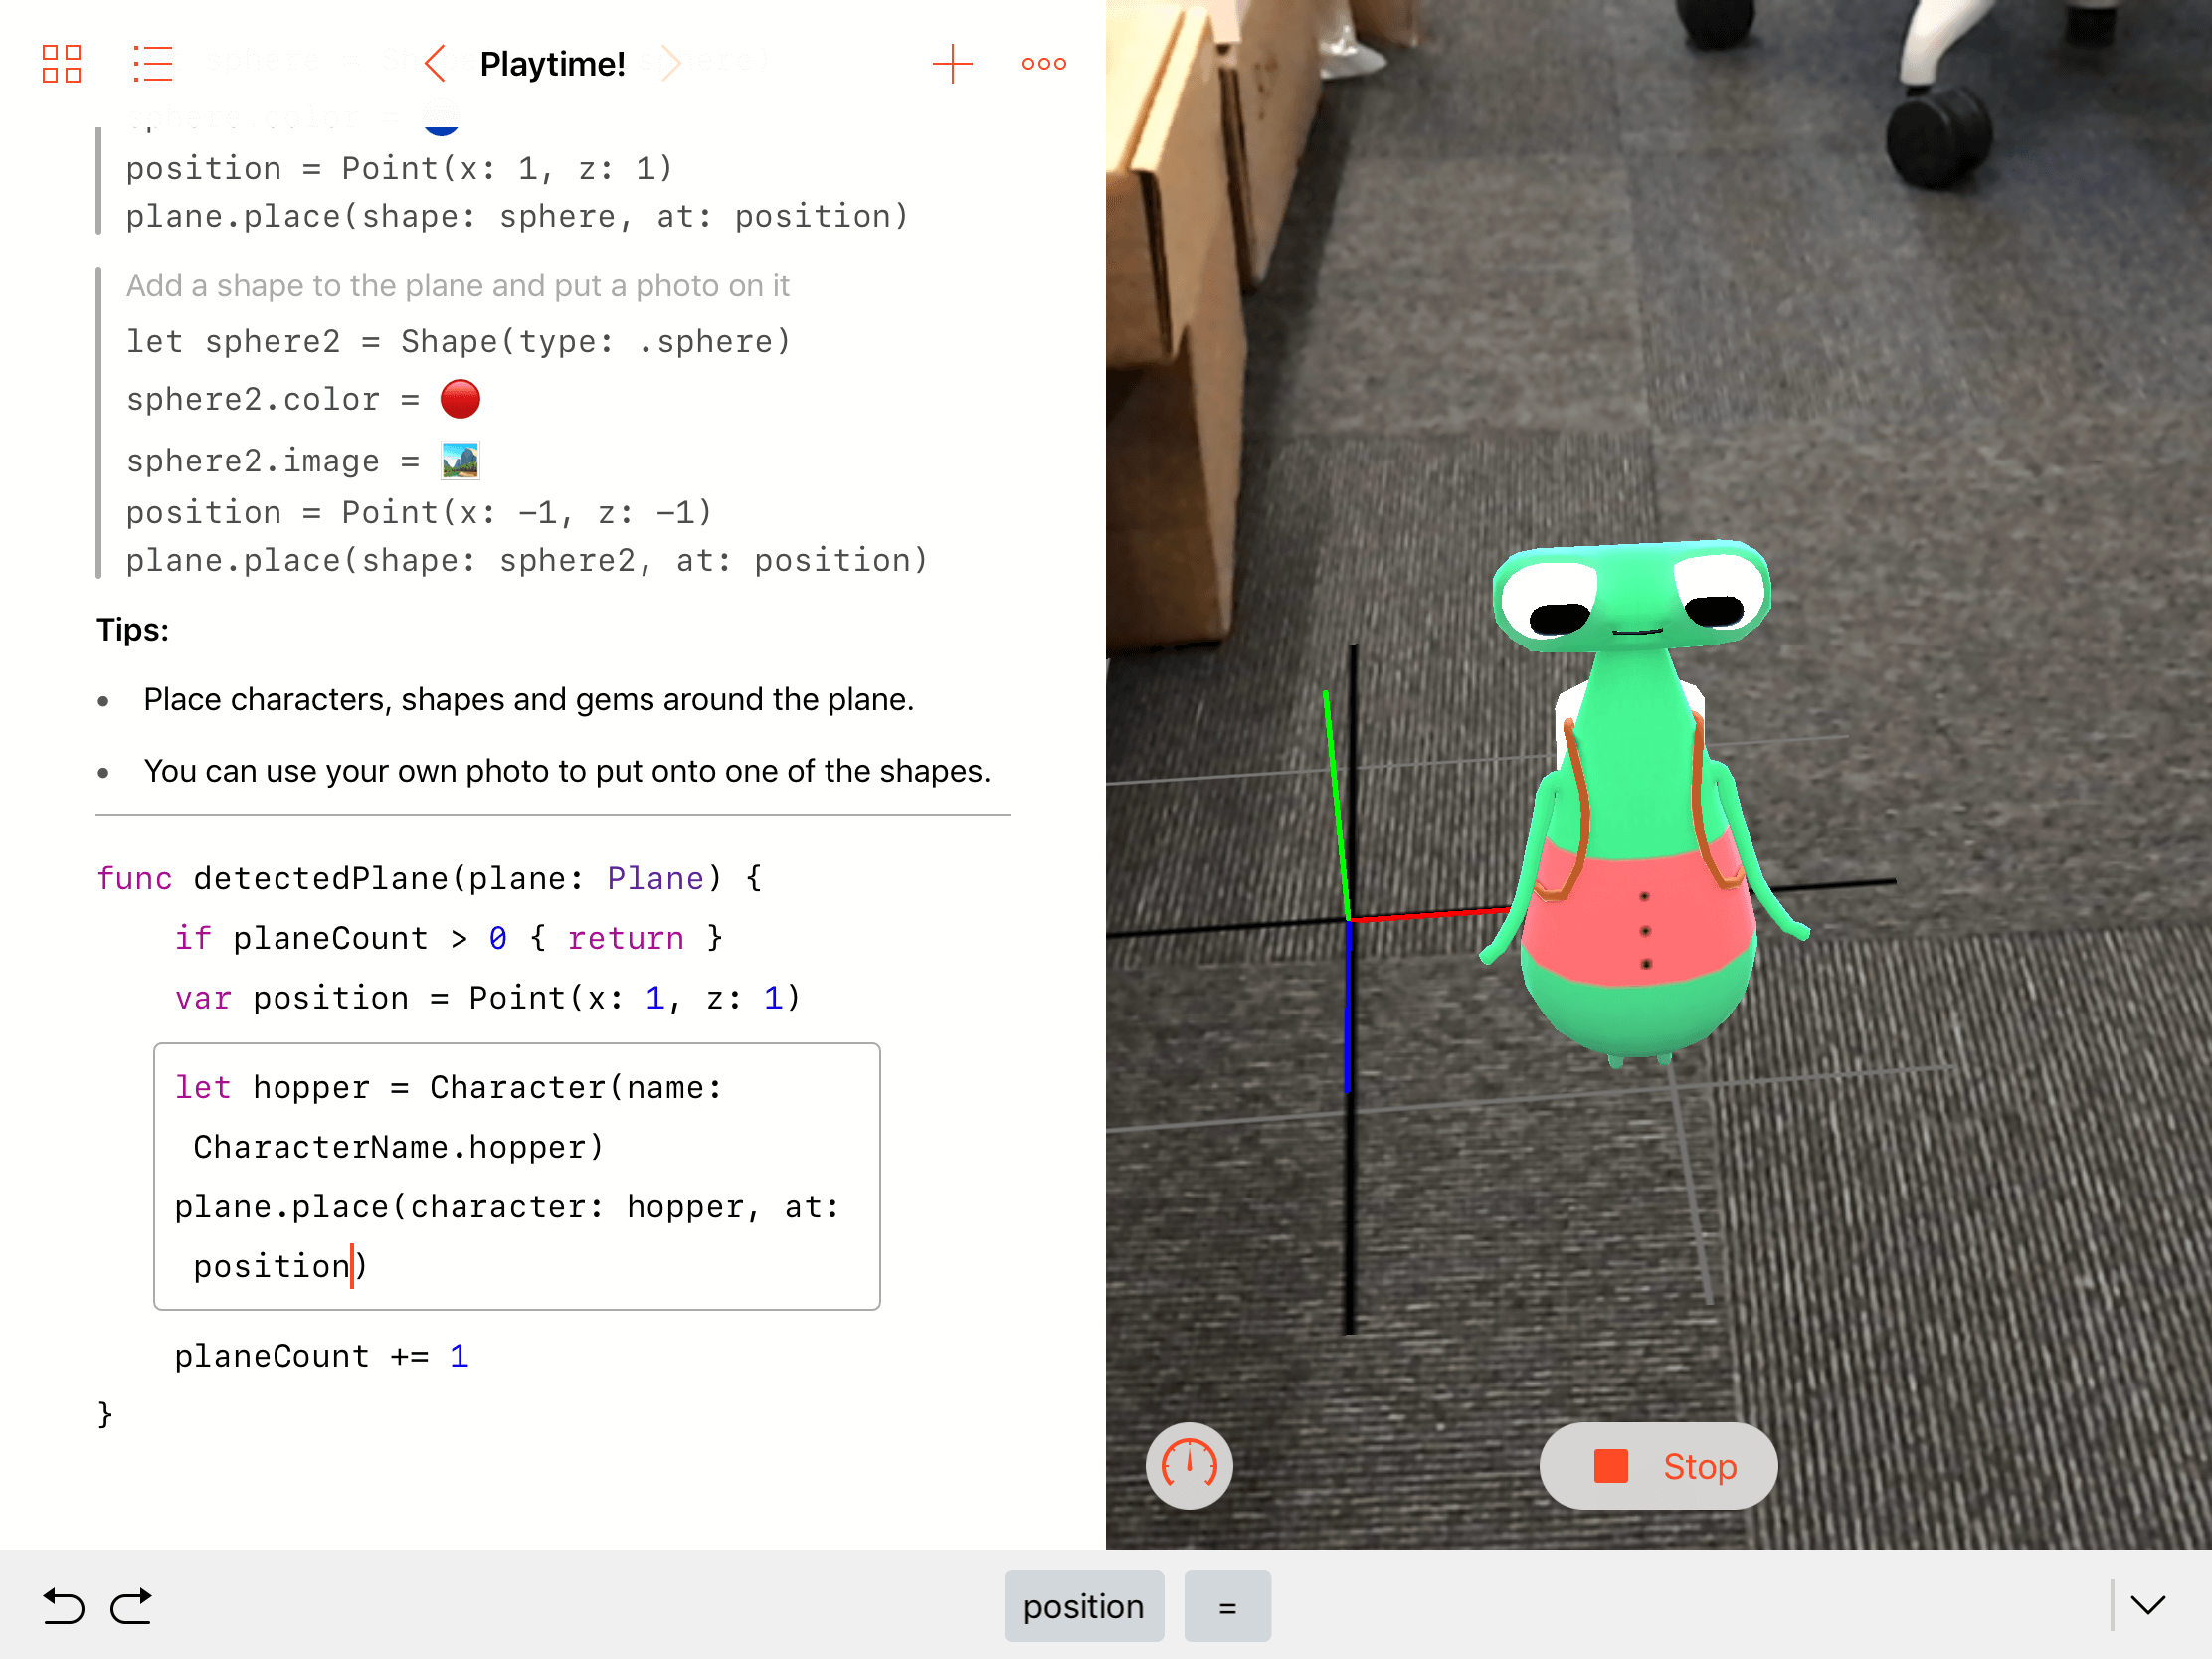 Playtime!
position = Point(x: 1, z: 1)
plane.place(shape: sphere, at: position)
Add a shape to the plane and put a photo on it
let sphere2 = Shape(type: .sphere)
sphere2.color =
sphere2.image =
position = Point(x: −1, z: −1)
plane.place(shape: sphere2, at: position)
Tips:
• Place characters, shapes and gems around the plane.
• You can use your own photo to put onto one of the shapes.
func detectedPlane(plane: Plane) {
if planeCount > 0 { return }
var position = Point(x: 1, z: 1)
let hopper = Character(name:
CharacterName.hopper)
plane.place(character: hopper, at:
position)
planeCount += 1
}
Stop
position =